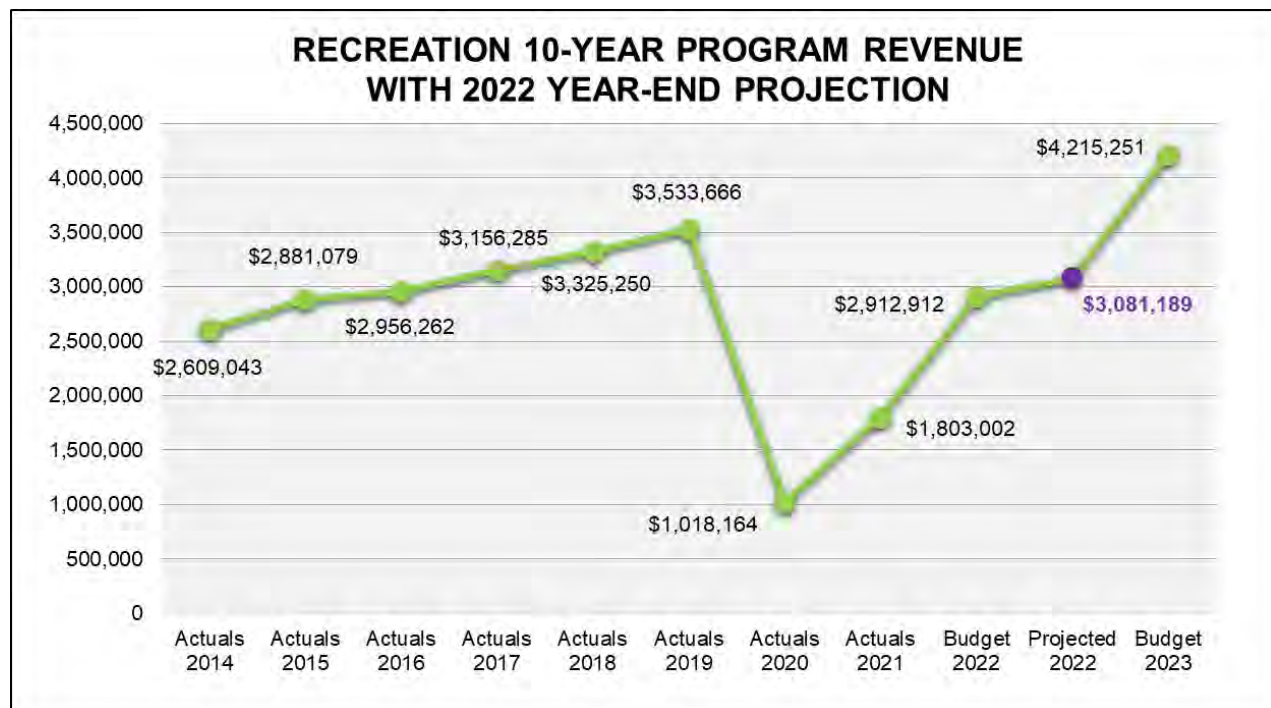 RECREATION 10-YEAR PROGRAM REVENUE
WITH 2022 YEAR-END PROJECTION
4,500,000
4,000,000
3,500,000
3,000,000
2,500,000
2,000,000
1,500,000
1,000,000
500,000
0
$2,609,043
$2,881,079
$2,956,262
$3,156,285
$3,325,250
$3,533,666
$1,018,164
$1,803,002
$2,912,912
$3,081,189
$4,215,251
Actuals
2014
Actuals
2015
Actuals
2016
Actuals
2017
Actuals
2018
Actuals
2019
Actuals
2020
Actuals
2021
Budget
2022
Projected
2022
Budget
2023